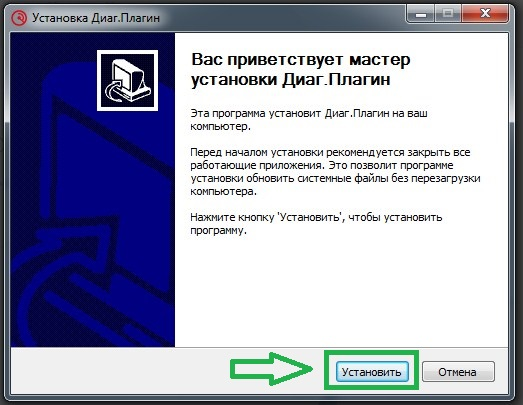 Установка Диаг.Плагин
Вас приветствует мастер
установки Диаг.Плагин
Эта программа установит Диаг.Плагин на ваш
компьютер.
Перед началом установки рекомендуется закрыть все
работающие приложения. Это позволит программе
установки обновить системные файлы без перезагрузки
компьютера.
Нажмите кнопку 'Установить', чтобы установить
программу.
Установить
Отмена